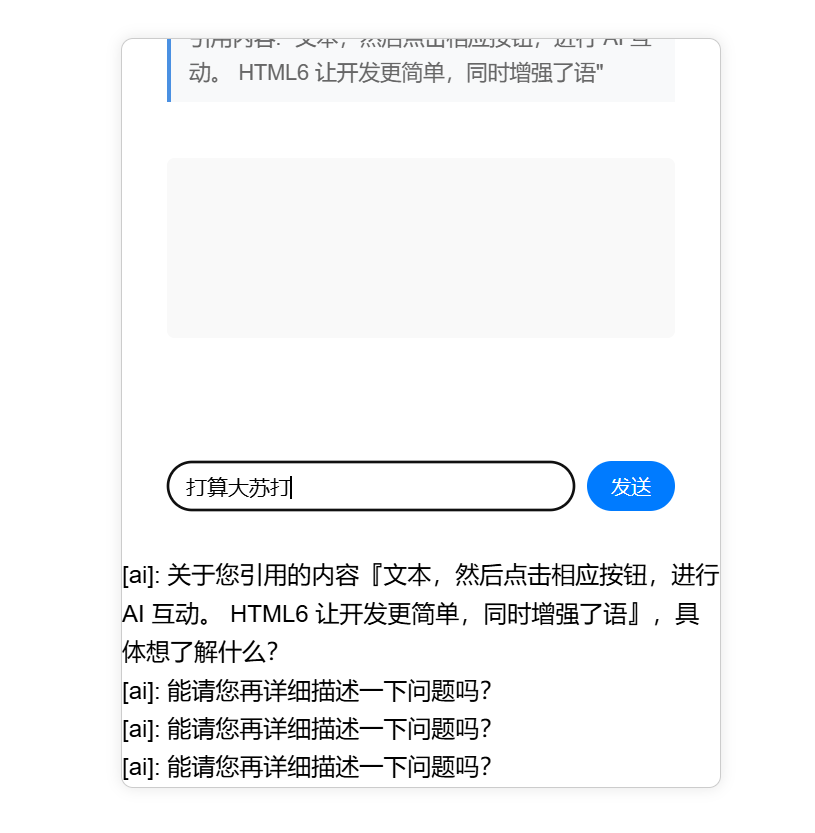 引用内容: "文本，然后点击相应按钮，进行 AI 互
动。 HTML6 让开发更简单，同时增强了语"
打算大苏打
发送
[ai]: 关于您引用的内容『文本，然后点击相应按钮，进行
AI 互动。 HTML6 让开发更简单，同时增强了语』，具
体想了解什么？
[ai]: 能请您再详细描述一下问题吗？
[ai]: 能请您再详细描述一下问题吗？
[ai]: 能请您再详细描述一下问题吗？